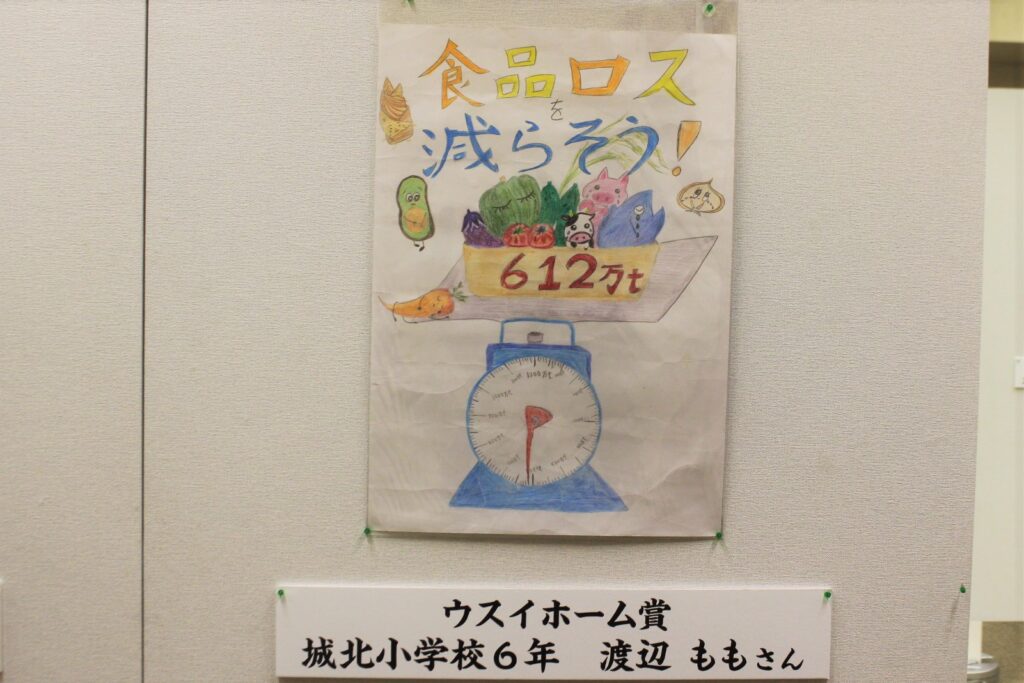 食品ロス
を
減らそう!
612万t
ウスイホーム賞
城北小学校6年 渡辺 ももさん